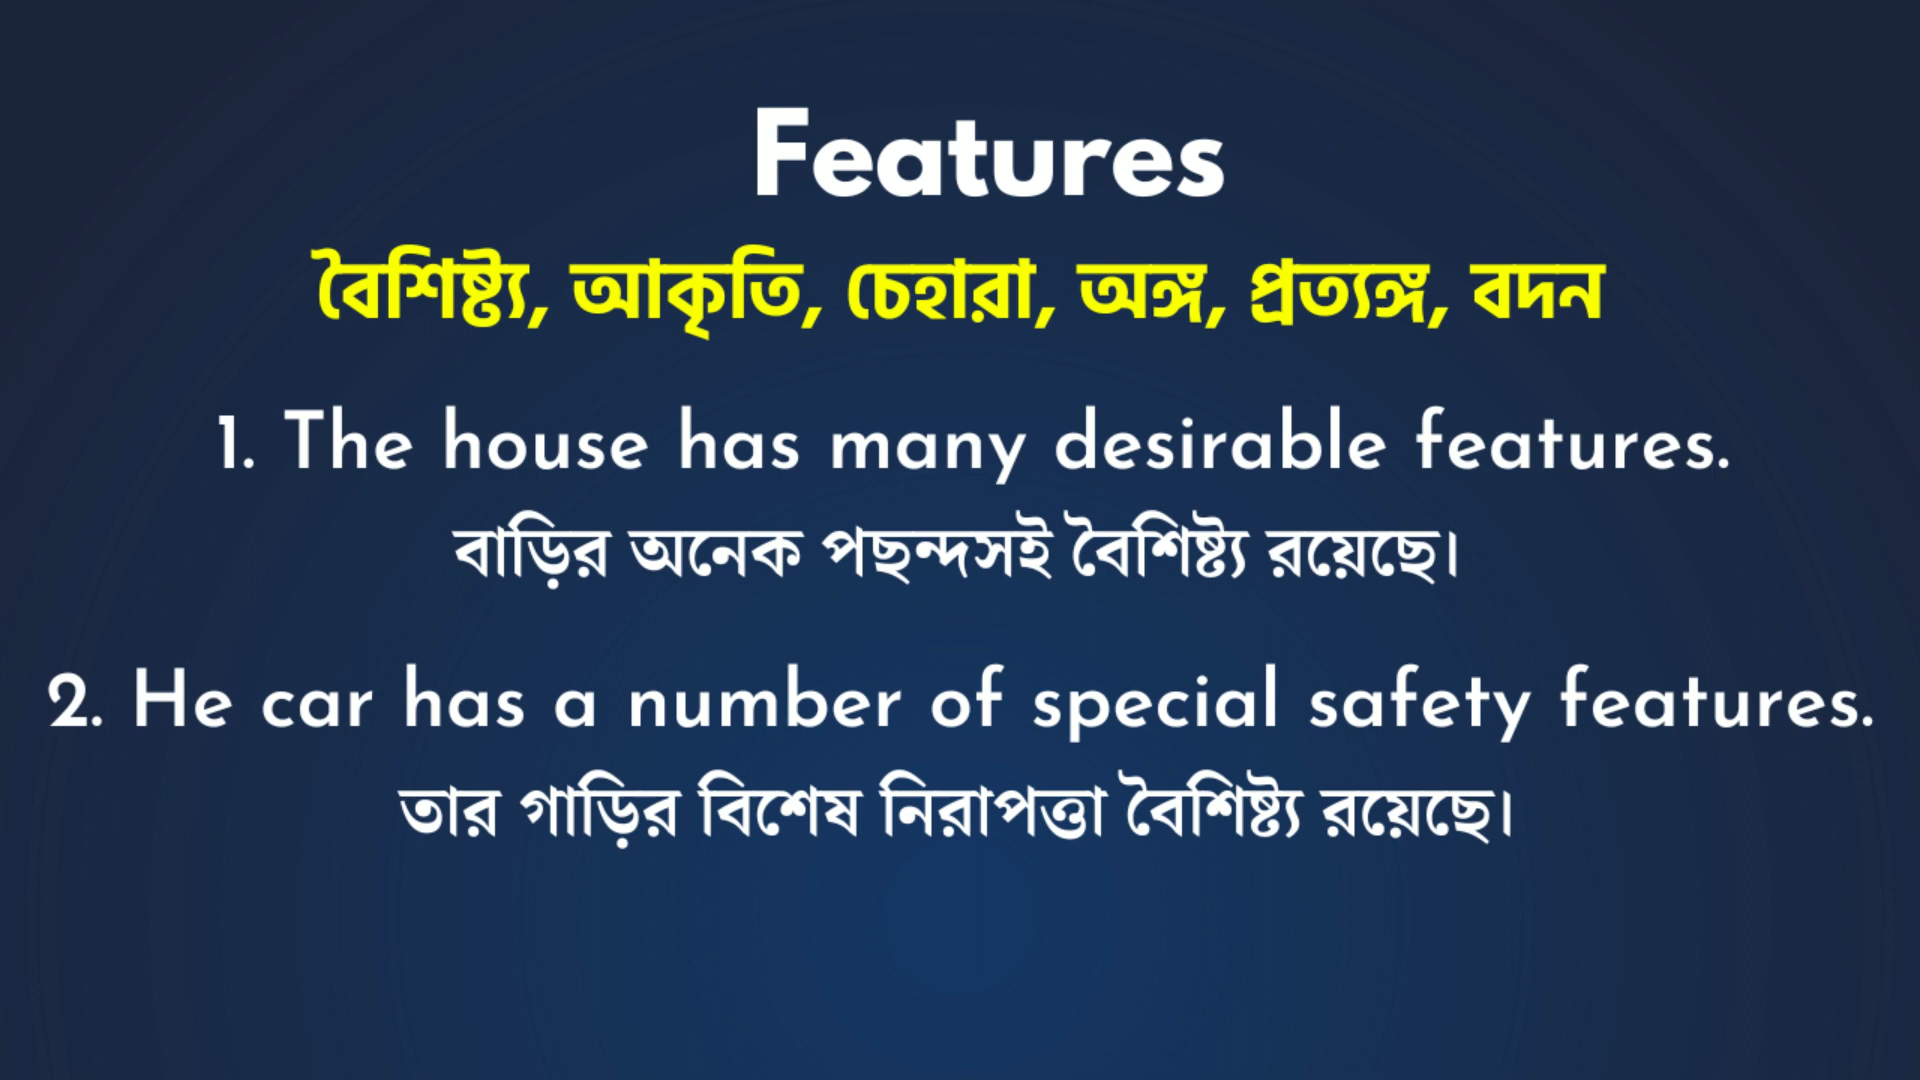 Features
বৈশিষ্ট্য, আকৃতি, চেহারা, অঙ্গ, প্রত্যঙ্গ, বদন
1. The house has many desirable features.
বাড়ির অনেক পছন্দসই বৈশিষ্ট্য রয়েছে।
2. He car has a number of special safety features.
তার গাড়ির বিশেষ নিরাপত্তা বৈশিষ্ট্য রয়েছে।